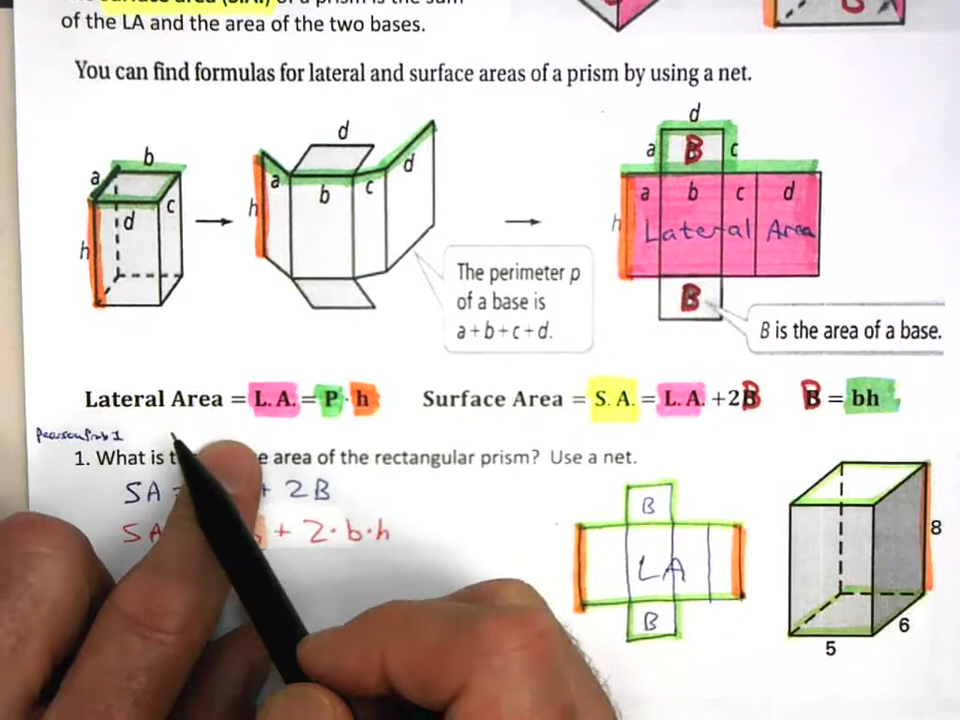 of the LA and the area of the two bases.
You can find formulas for lateral and surface areas of a prism by using a net.
b
a
c
d
h
d
a
b
c
d
h
d
a
B
c
a
b
c
d
h
Lateral Area
B
The perimeter p
of a base is
a+b+c+d.
B is the area of a base.
Lateral Area = L.A. = P · h
Surface Area = S.A. = L.A. +2B
B = bh
1. What is area of the rectangular prism? Use a net.
SA + 2B
SA + 2·b·h
B
LA
B
8
6
5